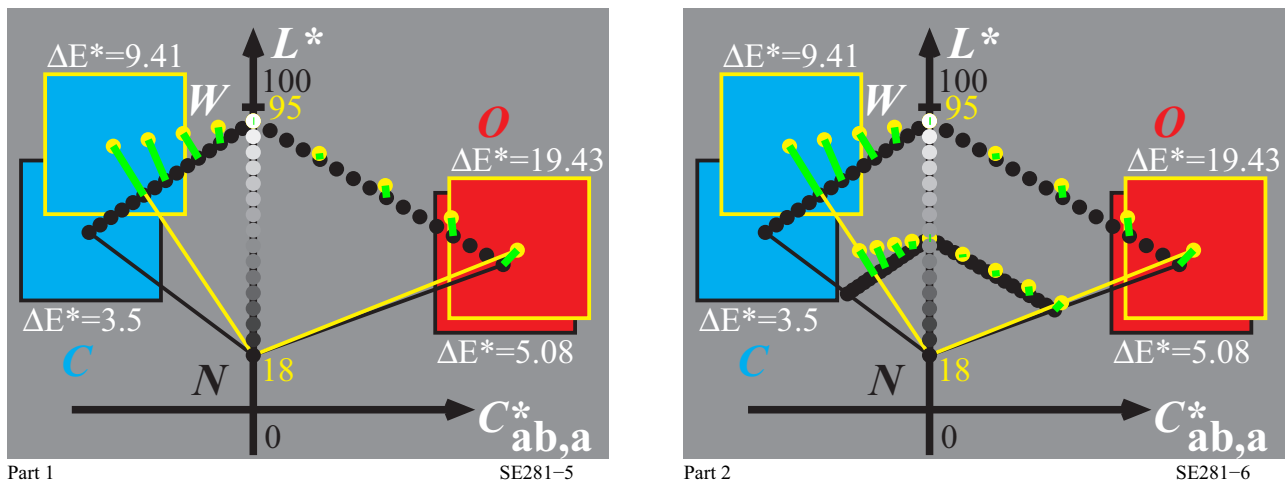 L*
ΔE*=9.41
100
W
95
O
ΔE*=19.43
ΔE*=3.5
ΔE*=5.08
C
N
18
C*ab,a
0
Part 1
SE281−5
L*
ΔE*=9.41
100
W
95
O
ΔE*=19.43
ΔE*=3.5
ΔE*=5.08
C
N
18
C*ab,a
0
Part 2
SE281−6